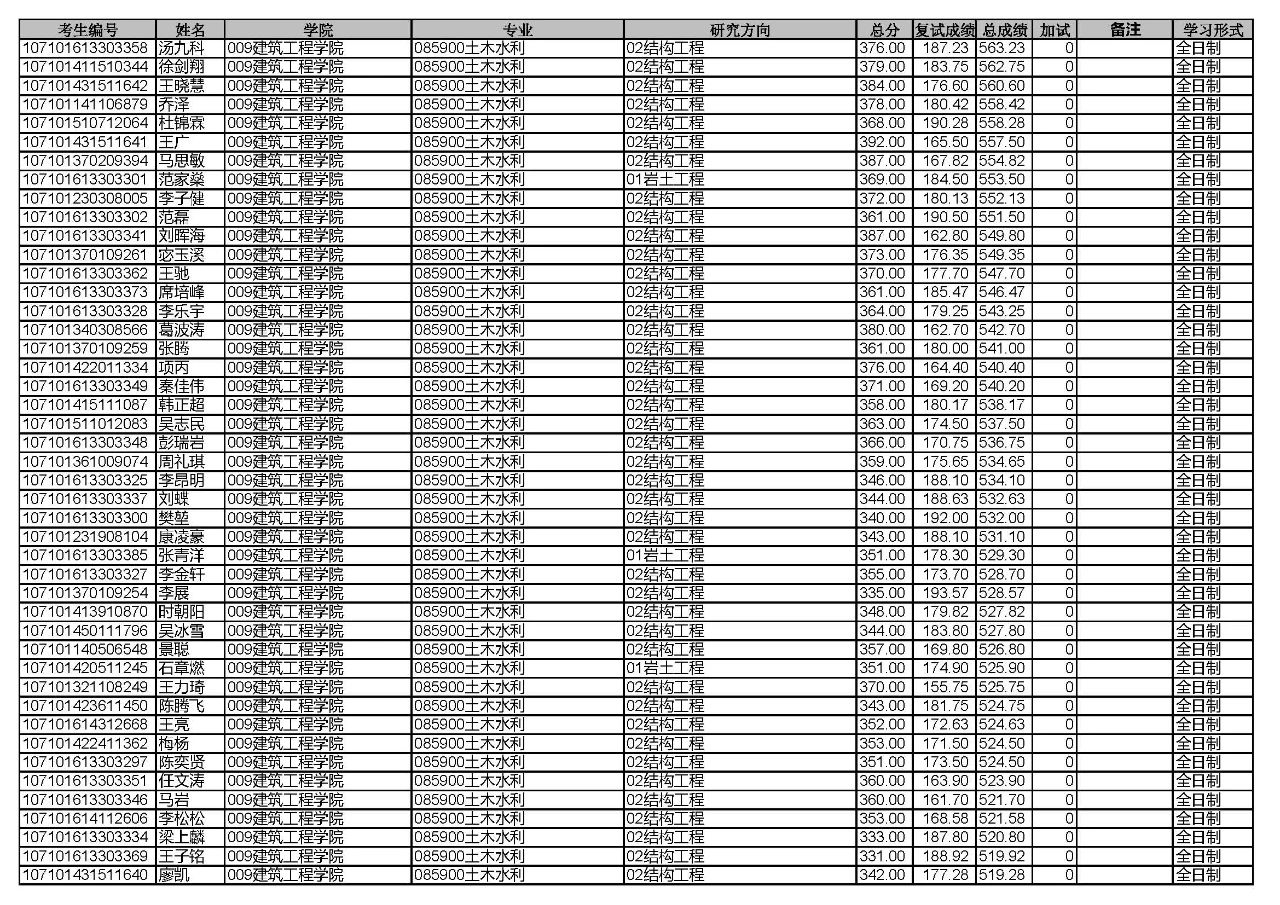 考生编号 姓名 学院 专业 研究方向 总分 复试成绩 总成绩 加试 备注 学习形式
107101613303358 汤九科 009建筑工程学院 085900土木水利 02结构工程 376.00 187.23 563.23 0 全日制
107101411510344 徐剑翔 009建筑工程学院 085900土木水利 02结构工程 379.00 183.75 562.75 0 全日制
107101431511642 王晓慧 009建筑工程学院 085900土木水利 02结构工程 384.00 176.60 560.60 0 全日制
107101141106879 乔泽 009建筑工程学院 085900土木水利 02结构工程 378.00 180.42 558.42 0 全日制
107101510712064 杜锦霖 009建筑工程学院 085900土木水利 02结构工程 368.00 190.28 558.28 0 全日制
107101431511641 王广 009建筑工程学院 085900土木水利 02结构工程 392.00 165.50 557.50 0 全日制
107101370209394 马思敏 009建筑工程学院 085900土木水利 02结构工程 387.00 167.82 554.82 0 全日制
107101613303301 范家燊 009建筑工程学院 085900土木水利 01岩土工程 369.00 184.50 553.50 0 全日制
107101230308005 李子健 009建筑工程学院 085900土木水利 02结构工程 372.00 180.13 552.13 0 全日制
107101613303302 范磊 009建筑工程学院 085900土木水利 02结构工程 361.00 190.50 551.50 0 全日制
107101613303341 刘晖海 009建筑工程学院 085900土木水利 02结构工程 387.00 162.80 549.80 0 全日制
107101370109261 宓玉溪 009建筑工程学院 085900土木水利 02结构工程 373.00 176.35 549.35 0 全日制
107101613303362 王驰 009建筑工程学院 085900土木水利 02结构工程 370.00 177.70 547.70 0 全日制
107101613303373 席培峰 009建筑工程学院 085900土木水利 02结构工程 361.00 185.47 546.47 0 全日制
107101613303328 李乐宇 009建筑工程学院 085900土木水利 02结构工程 364.00 179.25 543.25 0 全日制
107101340308566 葛波涛 009建筑工程学院 085900土木水利 02结构工程 380.00 162.70 542.70 0 全日制
107101370109259 张腾 009建筑工程学院 085900土木水利 02结构工程 361.00 180.00 541.00 0 全日制
107101422011334 项丙 009建筑工程学院 085900土木水利 02结构工程 376.00 164.40 540.40 0 全日制
107101613303349 秦佳伟 009建筑工程学院 085900土木水利 02结构工程 371.00 169.20 540.20 0 全日制
107101415111087 韩正超 009建筑工程学院 085900土木水利 02结构工程 358.00 180.17 538.17 0 全日制
107101511012083 吴志民 009建筑工程学院 085900土木水利 02结构工程 363.00 174.50 537.50 0 全日制
107101613303348 彭瑞岩 009建筑工程学院 085900土木水利 02结构工程 366.00 170.75 536.75 0 全日制
107101361009074 周礼琪 009建筑工程学院 085900土木水利 02结构工程 359.00 175.65 534.65 0 全日制
107101613303325 李昂明 009建筑工程学院 085900土木水利 02结构工程 346.00 188.10 534.10 0 全日制
107101613303337 刘蝶 009建筑工程学院 085900土木水利 02结构工程 344.00 188.63 532.63 0 全日制
107101613303300 樊堃 009建筑工程学院 085900土木水利 02结构工程 340.00 192.00 532.00 0 全日制
107101231908104 康凌豪 009建筑工程学院 085900土木水利 02结构工程 343.00 188.10 531.10 0 全日制
107101613303385 张青洋 009建筑工程学院 085900土木水利 01岩土工程 351.00 178.30 529.30 0 全日制
107101613303327 李金轩 009建筑工程学院 085900土木水利 02结构工程 355.00 173.70 528.70 0 全日制
107101370109254 李展 009建筑工程学院 085900土木水利 02结构工程 335.00 193.57 528.57 0 全日制
107101413910870 时朝阳 009建筑工程学院 085900土木水利 02结构工程 348.00 179.82 527.82 0 全日制
107101450111796 吴冰雪 009建筑工程学院 085900土木水利 02结构工程 344.00 183.80 527.80 0 全日制
107101140506548 景聪 009建筑工程学院 085900土木水利 02结构工程 357.00 169.80 526.80 0 全日制
107101420511245 石章燃 009建筑工程学院 085900土木水利 01岩土工程 351.00 174.90 525.90 0 全日制
107101321108249 王力琦 009建筑工程学院 085900土木水利 02结构工程 370.00 155.75 525.75 0 全日制
107101423611450 陈腾飞 009建筑工程学院 085900土木水利 02结构工程 343.00 181.75 524.75 0 全日制
107101614312668 王亮 009建筑工程学院 085900土木水利 02结构工程 352.00 172.63 524.63 0 全日制
107101422411362 梅杨 009建筑工程学院 085900土木水利 02结构工程 353.00 171.50 524.50 0 全日制
107101613303297 陈奕贤 009建筑工程学院 085900土木水利 02结构工程 351.00 173.50 524.50 0 全日制
107101613303351 任文涛 009建筑工程学院 085900土木水利 02结构工程 360.00 163.90 523.90 0 全日制
107101613303346 马岩 009建筑工程学院 085900土木水利 02结构工程 360.00 161.70 521.70 0 全日制
107101614112606 李松松 009建筑工程学院 085900土木水利 02结构工程 353.00 168.58 521.58 0 全日制
107101613303334 梁上麟 009建筑工程学院 085900土木水利 02结构工程 333.00 187.80 520.80 0 全日制
107101613303369 王子铭 009建筑工程学院 085900土木水利 02结构工程 331.00 188.92 519.92 0 全日制
107101431511640 廖凯 009建筑工程学院 085900土木水利 02结构工程 342.00 177.28 519.28 0 全日制